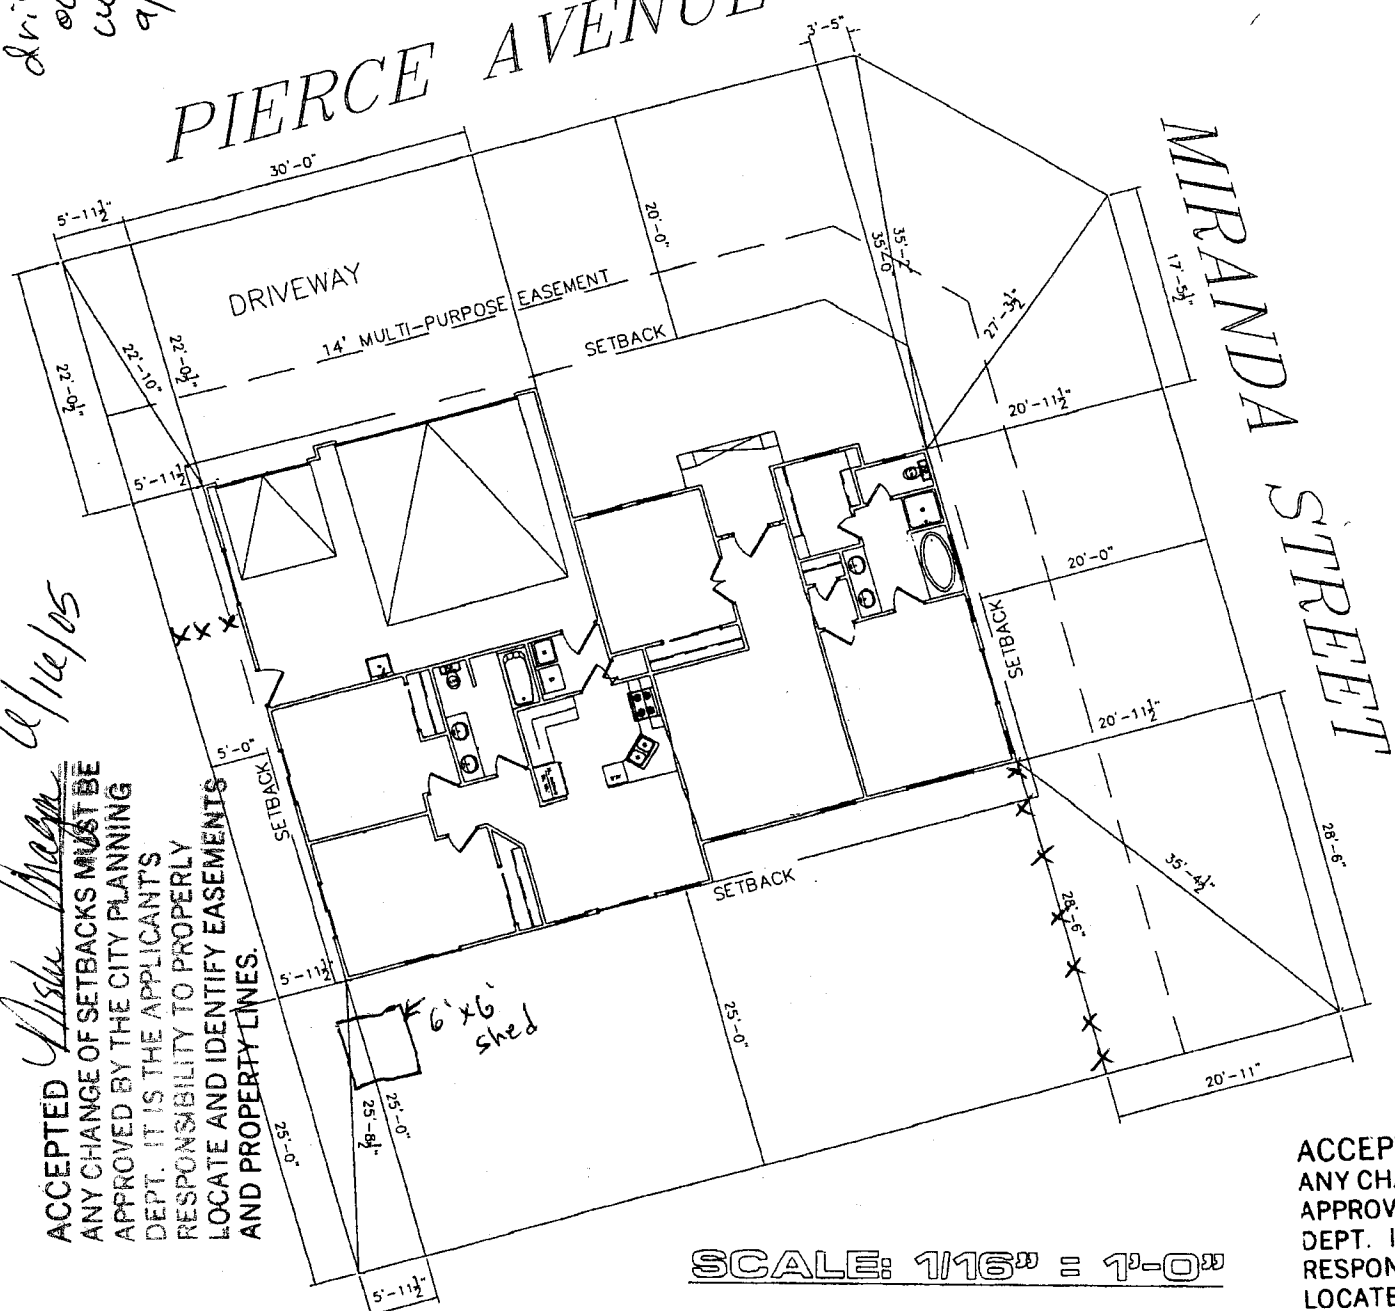 PIERCE AVENUE
3'-5"
30'-0"
5'-11½"
20'-0"
35'-2"
35'-0"
MIRANDA STREET
17'-5½"
27'-3½"
DRIVEWAY
14' MULTI-PURPOSE EASEMENT
SETBACK
22'-10"
22'-0½"
22'-0½"
20'-11½"
5'-11½"
20'-0"
SETBACK
X X X
5'-0"
SETBACK
20'-11½"
28'-6"
35'-4½"
28'-6"
SETBACK
5'-11½"
6'x6'
shed
25'-0"
25'-0"
25'-8½"
25'-0"
20'-11"
5'-11½"
ACCEPTED
ANY CHANGE OF SETBACKS MUST BE
APPROVED BY THE CITY PLANNING
DEPT. IT IS THE APPLICANT'S
RESPONSIBILITY TO PROPERLY
LOCATE AND IDENTIFY EASEMENTS
AND PROPERTY LINES.
SCALE: 1/16" = 1'-0"
ACCEP
ANY CH
APPROV
DEPT. I
RESPON
LOCATE